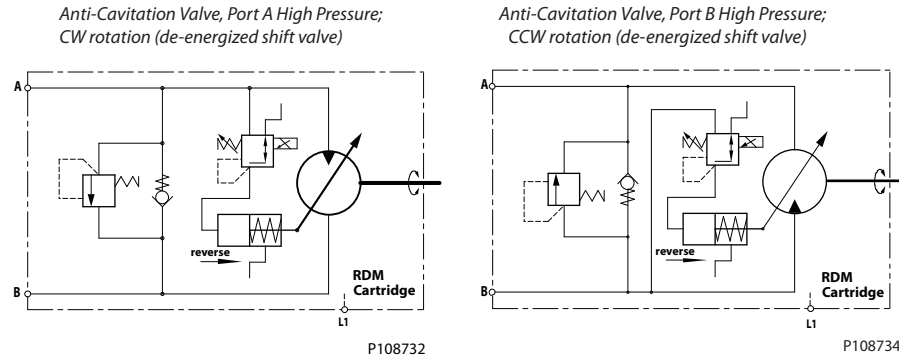 Anti-Cavitation Valve, Port A High Pressure;
CW rotation (de-energized shift valve)
A
reverse
B
RDM
Cartridge
L1
P108732
Anti-Cavitation Valve, Port B High Pressure;
CCW rotation (de-energized shift valve)
A
reverse
B
RDM
Cartridge
L1
P108734